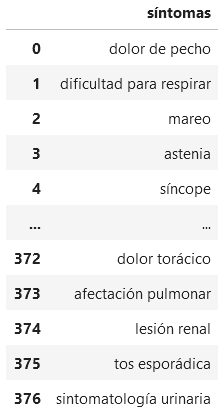 síntomas
0 dolor de pecho
1 dificultad para respirar
2 mareo
3 astenia
4 síncope
... ...
372 dolor torácico
373 afectación pulmonar
374 lesión renal
375 tos esporádica
376 sintomatología urinaria